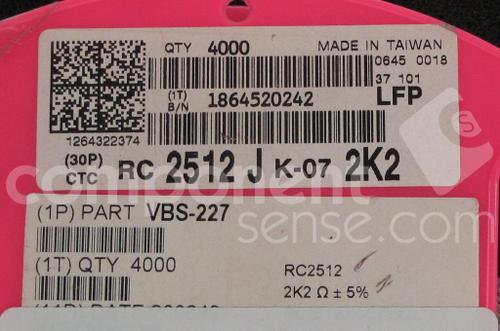 QTY 4000 MADE IN TAIWAN
0645 0018
37 101
(1T) B/N 1864520242 LFP
1264322374
(30P) CTC RC 2512 J K-07 2K2
component sense.com
(1P) PART VBS-227
(1T) QTY 4000 RC2512
2K2 Ω ± 5%